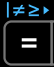 |≠≥▸
=